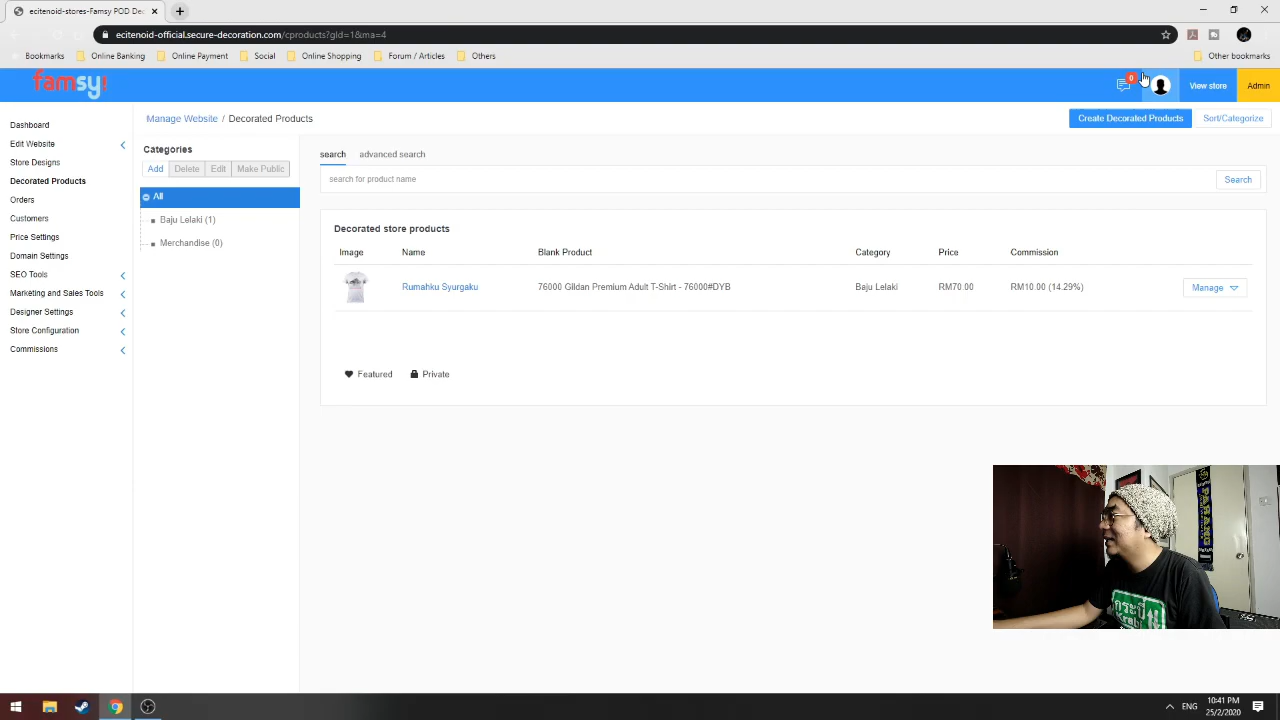 ecitenoid-express POD Dec
ecitenoid-official.secure-decoration.com/cproducts?gId=1&ma=4
Bookmarks Online Banking Online Payment Social Online Shopping Forum / Articles Others Other bookmarks
famsy!
0
View store
Admin
Manage Website / Decorated Products
Create Decorated Products
Sort/Categorize
Dashboard
Edit Website
Store Designs
Decorated Products
Orders
Customers
Price Settings
Domain Settings
SEO Tools
Marketing and Sales Tools
Designer Settings
Store Configuration
Commissions
Categories
Add Delete Edit Make Public
All
Baju Lelaki (1)
Merchandise (0)
search advanced search
search for product name
Search
Decorated store products
Image Name Blank Product Category Price Commission
Rumahku Syurgaku 76000 Gildan Premium Adult T-Shirt - 76000#DYB Baju Lelaki RM70.00 RM10.00 (14.29%) Manage
Featured Private
ENG
10:41 PM
25/2/2020